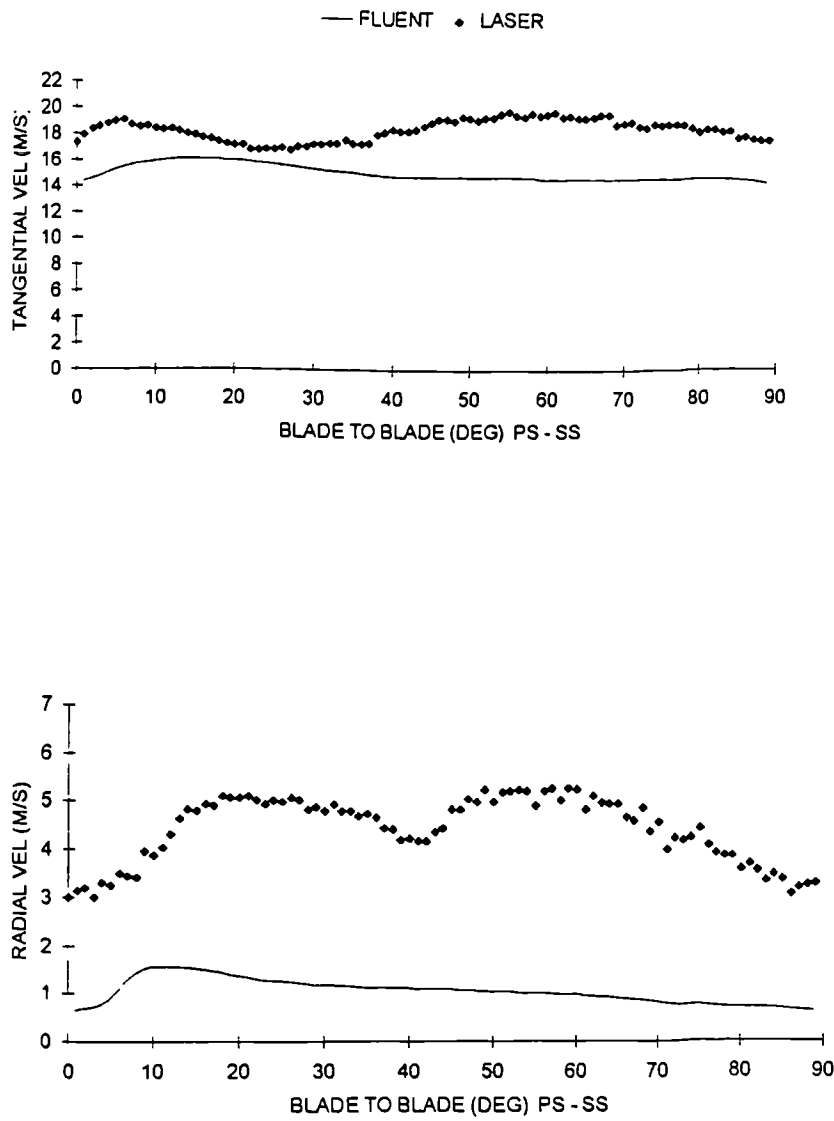 FLUENT LASER
TANGENTIAL VEL (M/S)
22
20
18
16
14
12
10
8
6
4
2
0
0 10 20 30 40 50 60 70 80 90
BLADE TO BLADE (DEG) PS - SS
RADIAL VEL (M/S)
7
6
5
4
3
2
1
0
0 10 20 30 40 50 60 70 80 90
BLADE TO BLADE (DEG) PS - SS